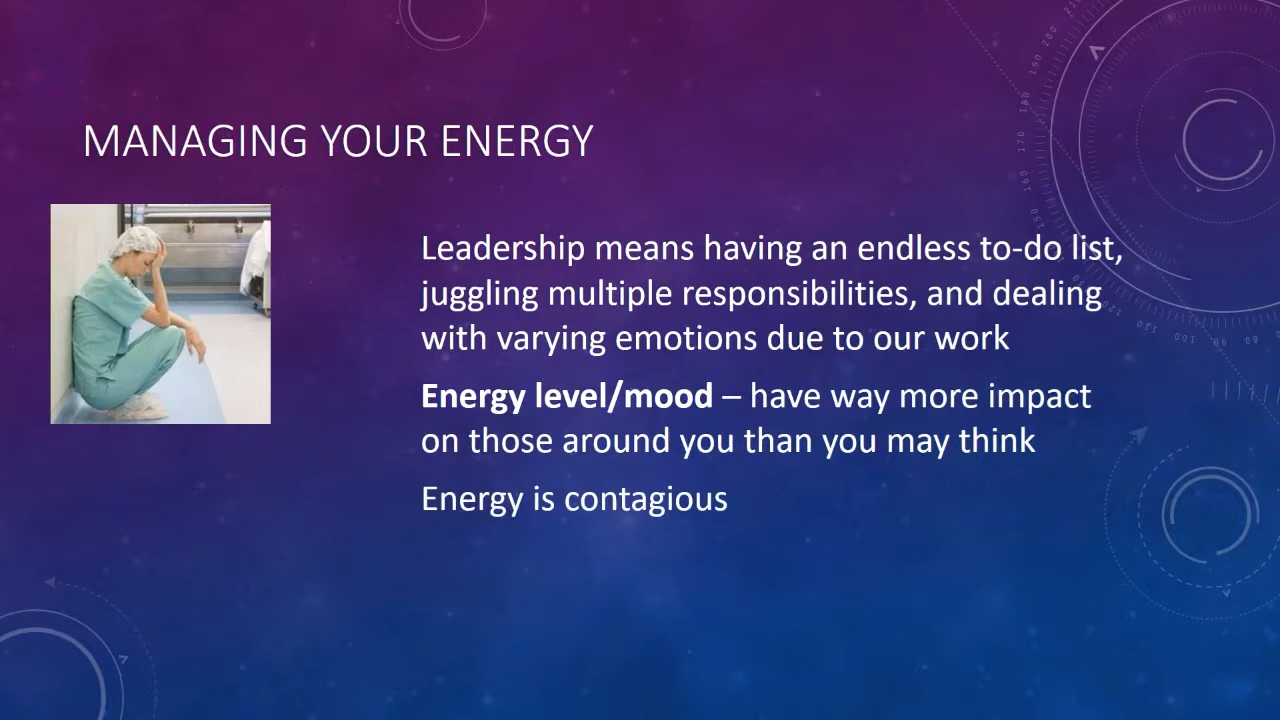 MANAGING YOUR ENERGY
Leadership means having an endless to-do list,
juggling multiple responsibilities, and dealing
with varying emotions due to our work
Energy level/mood – have way more impact
on those around you than you may think
Energy is contagious